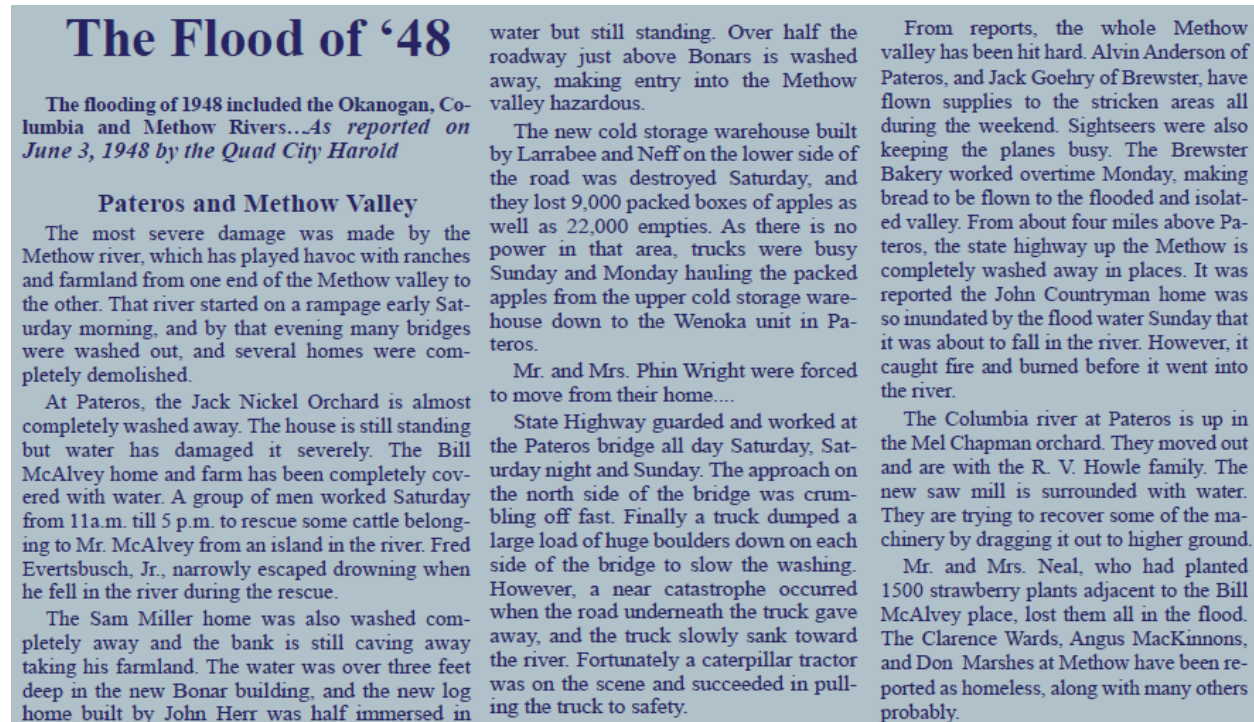 The Flood of ‘48
The flooding of 1948 included the Okanogan, Co-
lumbia and Methow Rivers…As reported on
June 3, 1948 by the Quad City Harold
Pateros and Methow Valley
The most severe damage was made by the
Methow river, which has played havoc with ranches
and farmland from one end of the Methow valley to
the other. That river started on a rampage early Sat-
urday morning, and by that evening many bridges
were washed out, and several homes were com-
pletely demolished.
At Pateros, the Jack Nickel Orchard is almost
completely washed away. The house is still standing
but water has damaged it severely. The Bill
McAlvey home and farm has been completely cov-
ered with water. A group of men worked Saturday
from 11a.m. till 5 p.m. to rescue some cattle belong-
ing to Mr. McAlvey from an island in the river. Fred
Evertsbusch, Jr., narrowly escaped drowning when
he fell in the river during the rescue.
The Sam Miller home was also washed com-
pletely away and the bank is still caving away
taking his farmland. The water was over three feet
deep in the new Bonar building, and the new log
home built by John Herr was half immersed in
water but still standing. Over half the
roadway just above Bonars is washed
away, making entry into the Methow
valley hazardous.
The new cold storage warehouse built
by Larrabee and Neff on the lower side of
the road was destroyed Saturday, and
they lost 9,000 packed boxes of apples as
well as 22,000 empties. As there is no
power in that area, trucks were busy
Sunday and Monday hauling the packed
apples from the upper cold storage ware-
house down to the Wenoka unit in Pa-
teros.
Mr. and Mrs. Phin Wright were forced
to move from their home....
State Highway guarded and worked at
the Pateros bridge all day Saturday, Sat-
urday night and Sunday. The approach on
the north side of the bridge was crum-
bling off fast. Finally a truck dumped a
large load of huge boulders down on each
side of the bridge to slow the washing.
However, a near catastrophe occurred
when the road underneath the truck gave
away, and the truck slowly sank toward
the river. Fortunately a caterpillar tractor
was on the scene and succeeded in pull-
ing the truck to safety.
From reports, the whole Methow
valley has been hit hard. Alvin Anderson of
Pateros, and Jack Goehry of Brewster, have
flown supplies to the stricken areas all
during the weekend. Sightseers were also
keeping the planes busy. The Brewster
Bakery worked overtime Monday, making
bread to be flown to the flooded and isolat-
ed valley. From about four miles above Pa-
teros, the state highway up the Methow is
completely washed away in places. It was
reported the John Countryman home was
so inundated by the flood water Sunday that
it was about to fall in the river. However, it
caught fire and burned before it went into
the river.
The Columbia river at Pateros is up in
the Mel Chapman orchard. They moved out
and are with the R. V. Howle family. The
new saw mill is surrounded with water.
They are trying to recover some of the ma-
chinery by dragging it out to higher ground.
Mr. and Mrs. Neal, who had planted
1500 strawberry plants adjacent to the Bill
McAlvey place, lost them all in the flood.
The Clarence Wards, Angus MacKinnons,
and Don Marshes at Methow have been re-
ported as homeless, along with many others
probably.